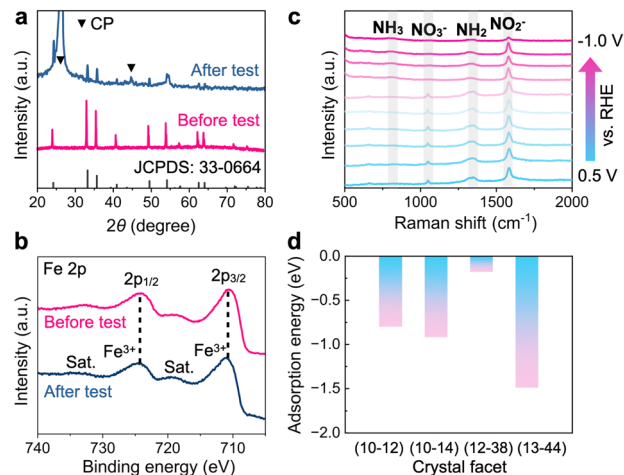 a
▼ CP
After test
Before test
JCPDS: 33-0664
Intensity (a.u.)
20 30 40 50 60 70 80
2θ (degree)
b
Fe 2p
2p1/2
2p3/2
Before test
Sat.
Fe3+
Sat.
Fe3+
After test
Intensity (a.u.)
740 730 720 710
Binding energy (eV)
c
NH3 NO3- NH2 NO2-
-1.0 V
vs. RHE
0.5 V
Intensity (a.u.)
500 1000 1500 2000
Raman shift (cm-1)
d
0.0
−0.5
−1.0
−1.5
−2.0
Adsorption energy (eV)
(10-12) (10-14) (12-38) (13-44)
Crystal facet